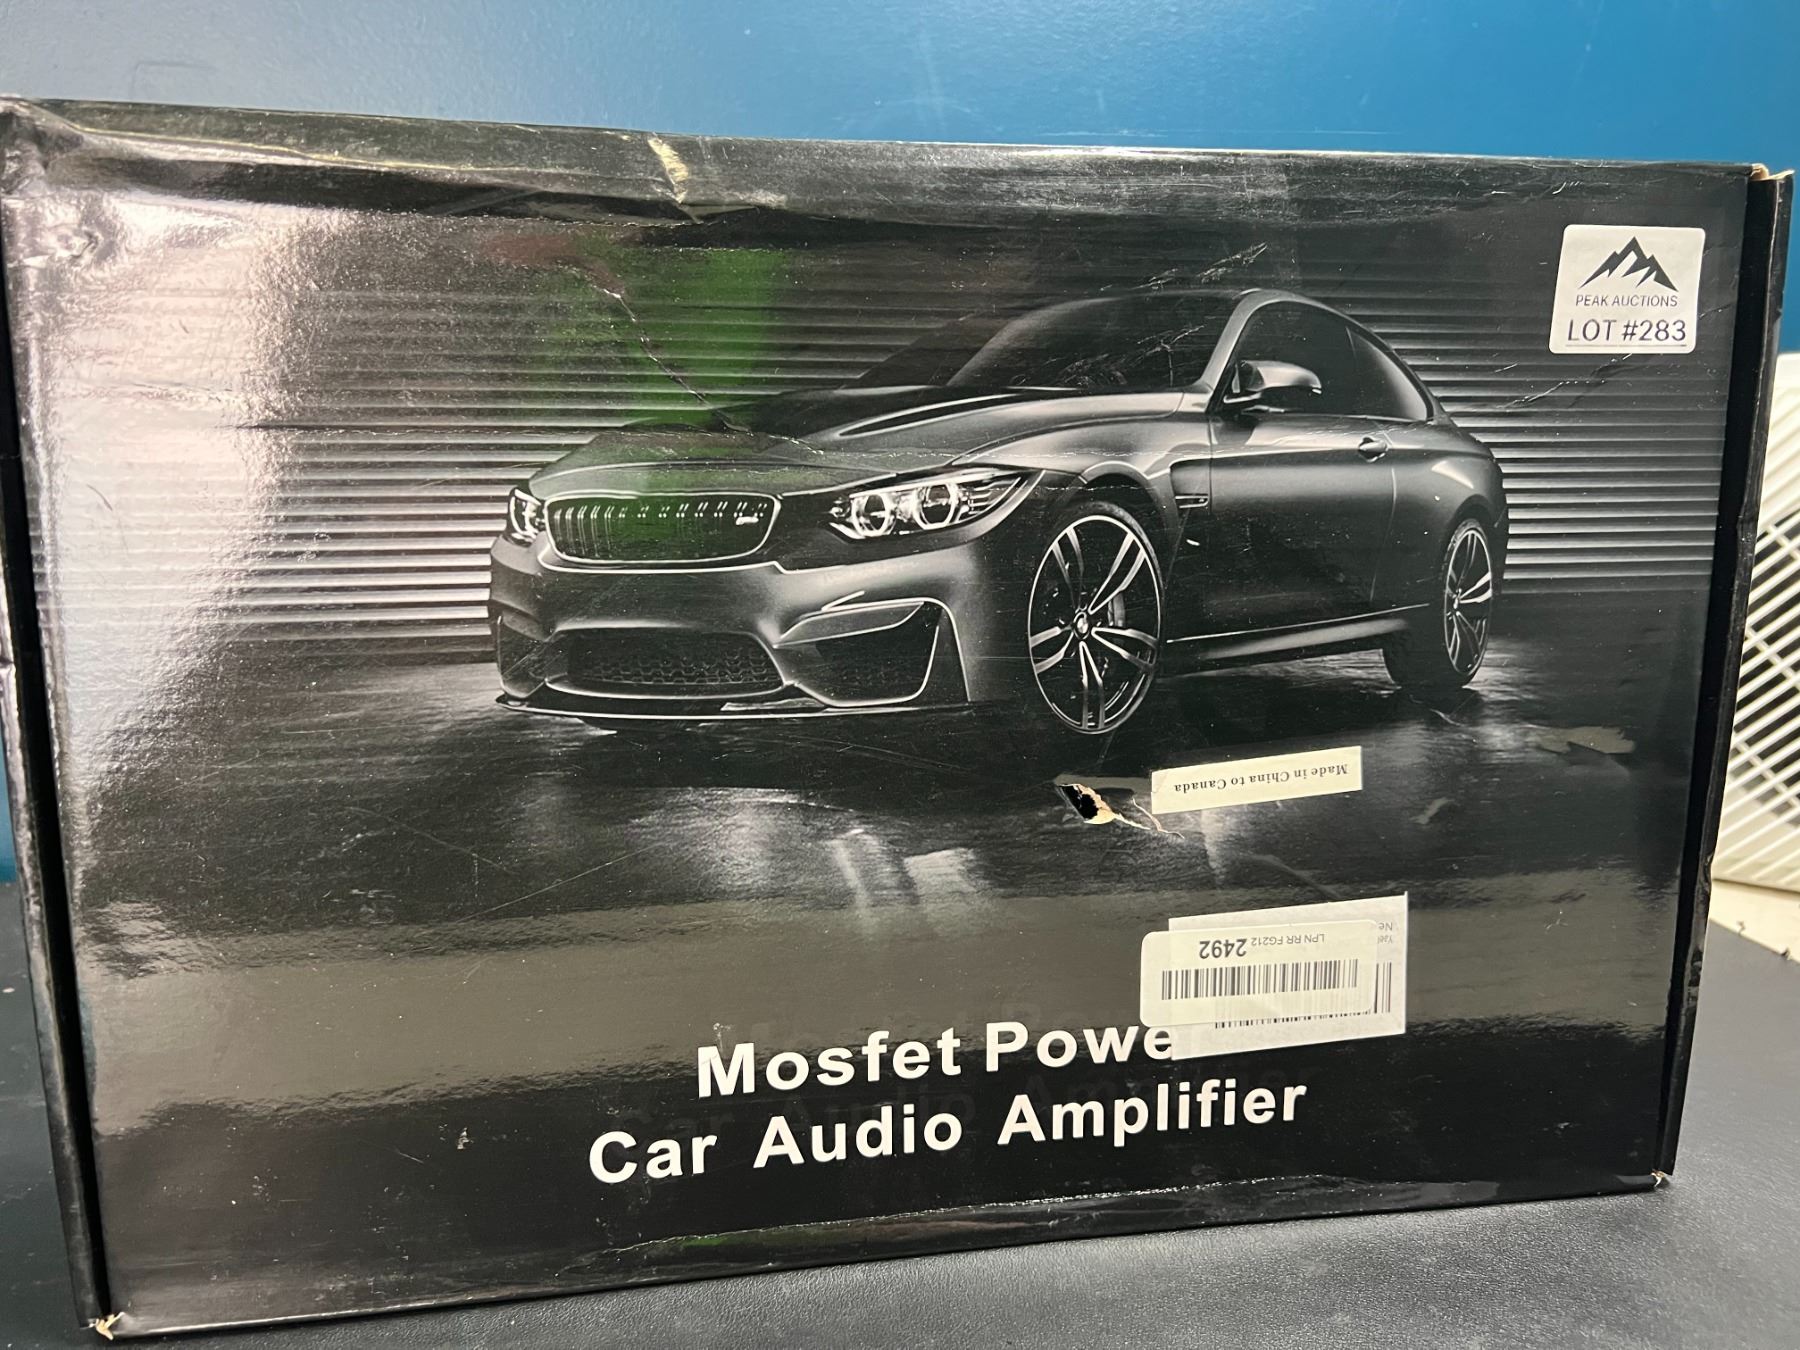 PEAK AUCTIONS
LOT #283
Made in China to Canada
LPN RR FG212 2492
Mosfet Powe
Car Audio Amplifier